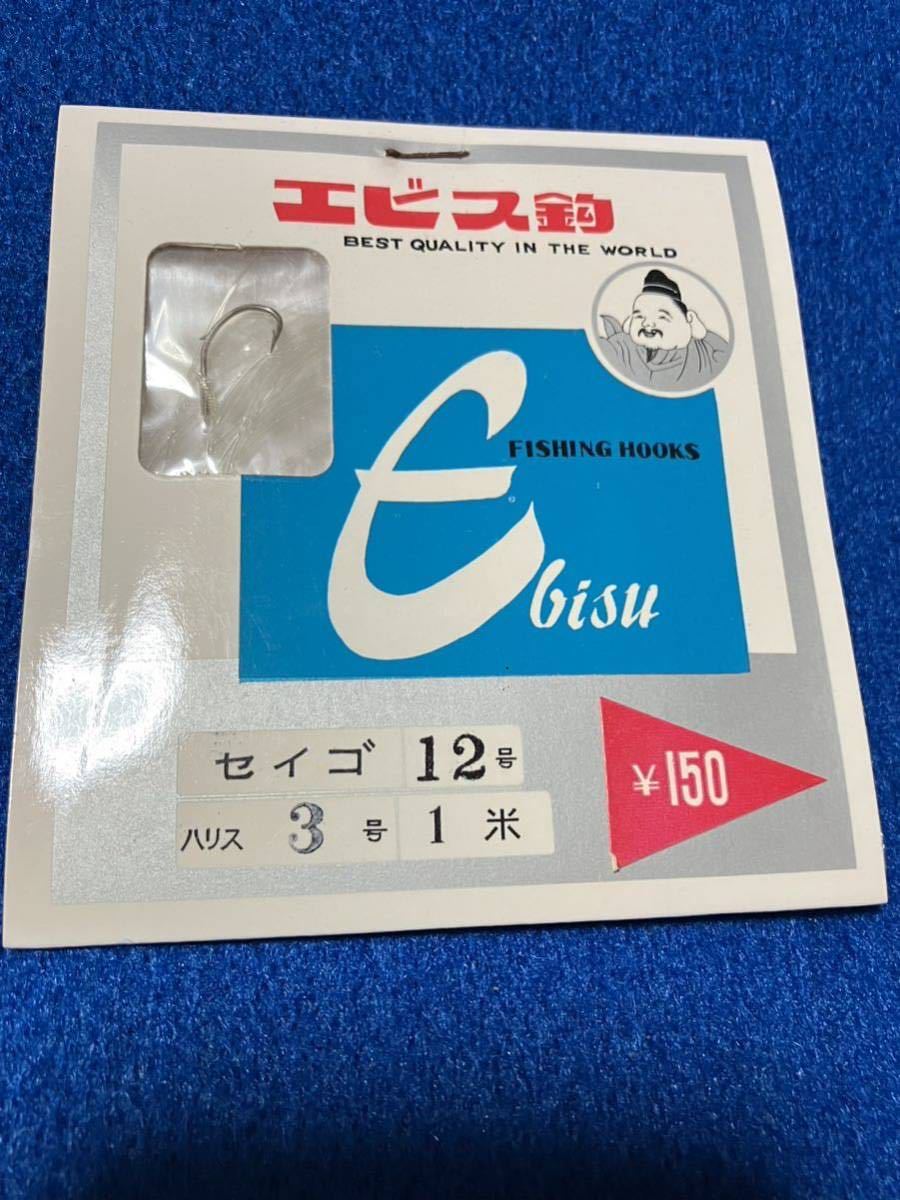 エビス釣
BEST QUALITY IN THE WORLD
FISHING HOOKS
Ebisu
セイゴ 12号
ハリス 3号 1米
¥150